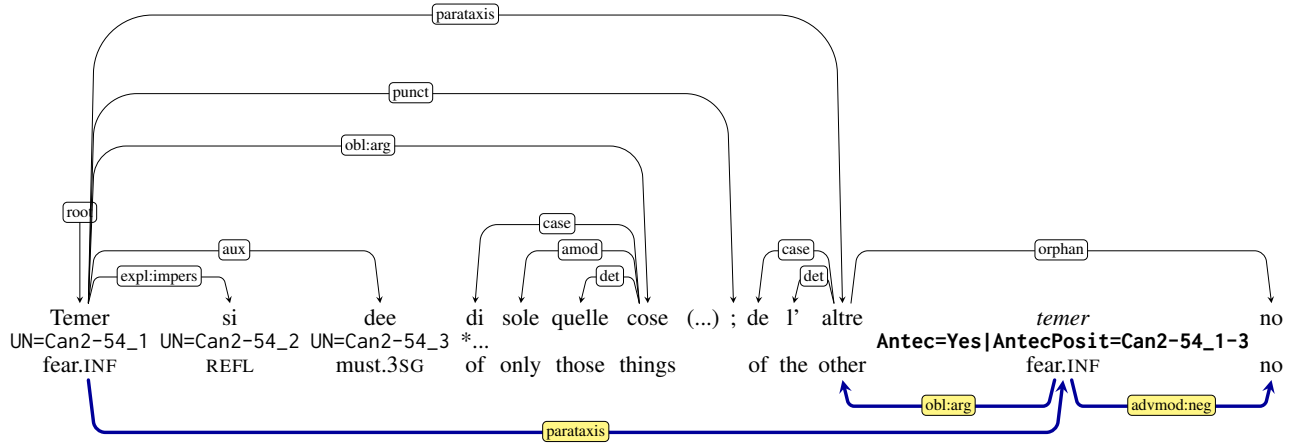 parataxis
punct
obl:arg
root
case
aux
amod
case
orphan
expl:impers
det
det
Temer si dee di sole quelle cose (...) ; de l' altre temer no
UN=Can2-54_1 UN=Can2-54_2 UN=Can2-54_3 *... Antec=Yes|AntecPosit=Can2-54_1-3
fear.INF REFL must.3SG of only those things of the other fear.INF no
obl:arg advmod:neg
parataxis